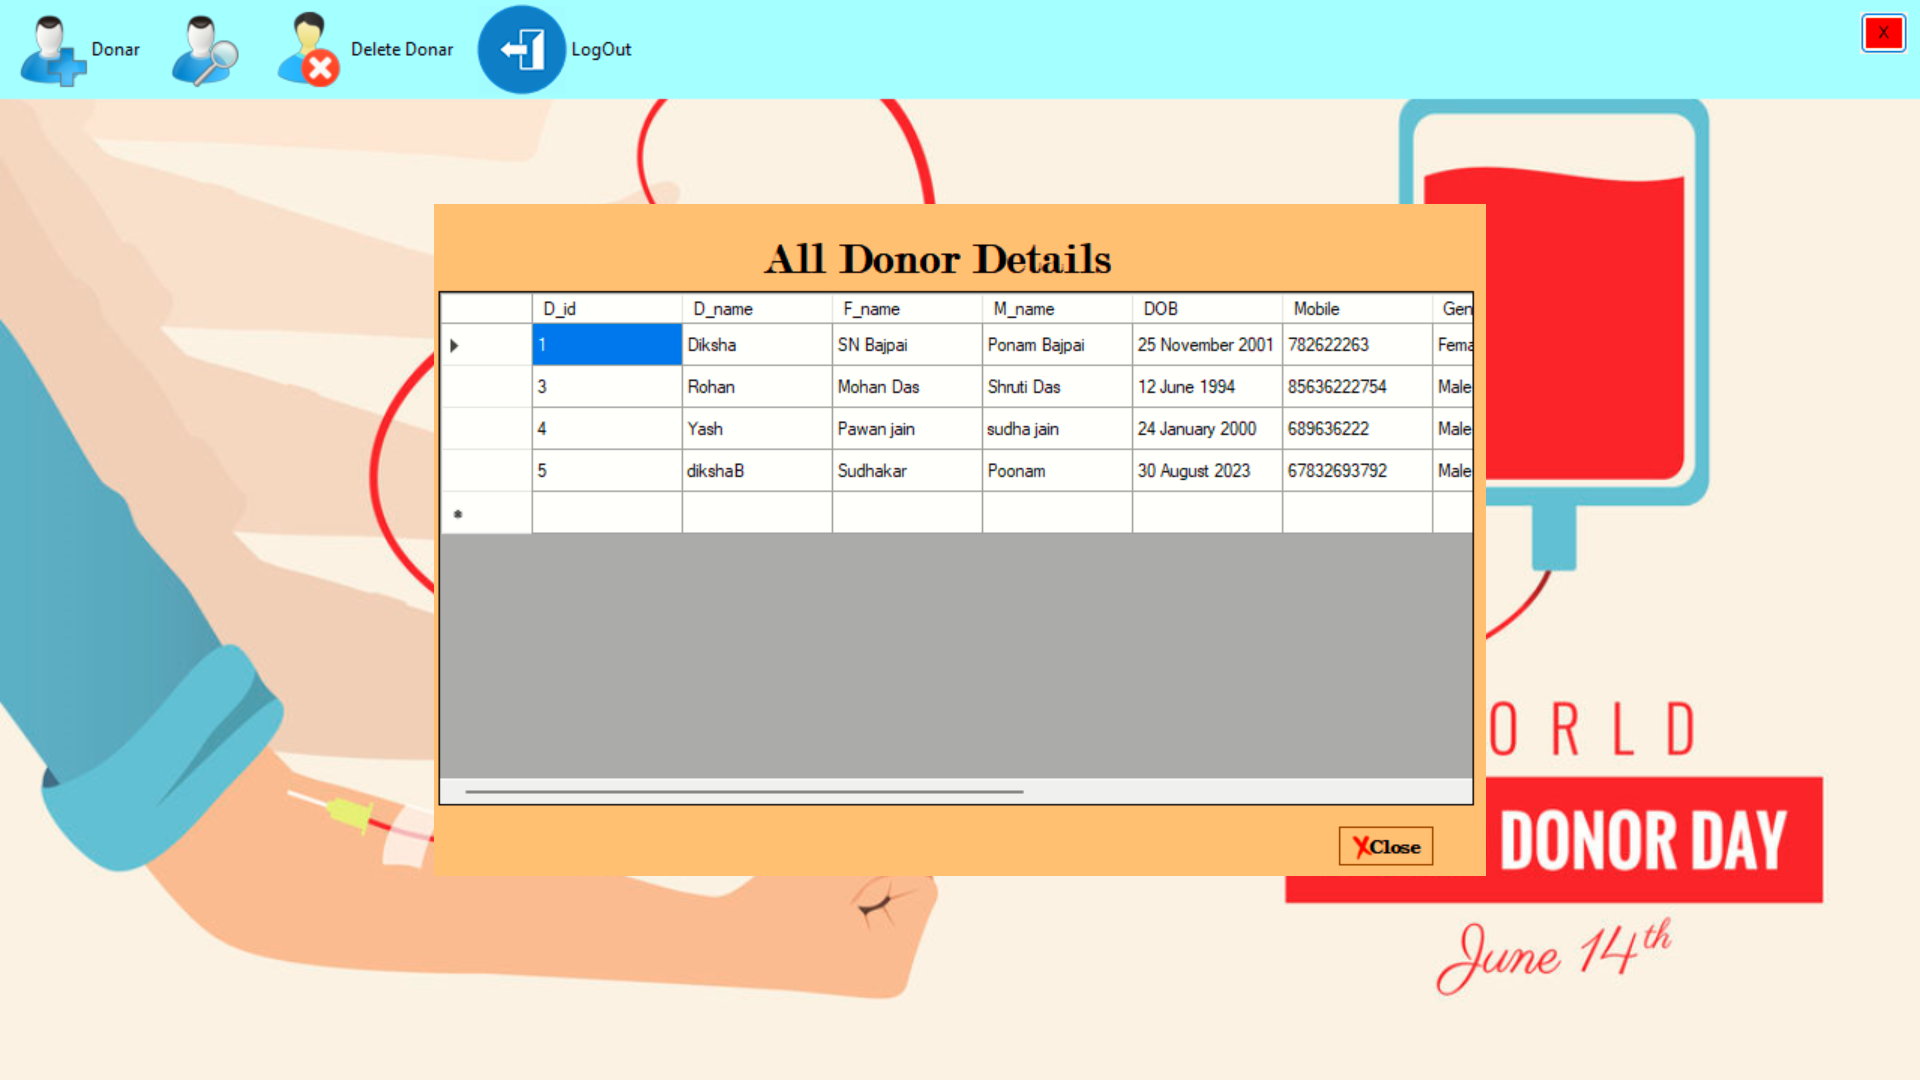 Donar
Delete Donar
LogOut
X
All Donor Details
D_id D_name F_name M_name DOB Mobile Gen
1 Diksha SN Bajpai Ponam Bajpai 25 November 2001 782622263 Fema
3 Rohan Mohan Das Shruti Das 12 June 1994 85636222754 Male
4 Yash Pawan jain sudha jain 24 January 2000 689636222 Male
5 dikshaB Sudhakar Poonam 30 August 2023 67832693792 Male
XClose
ORLD
DONOR DAY
June 14th